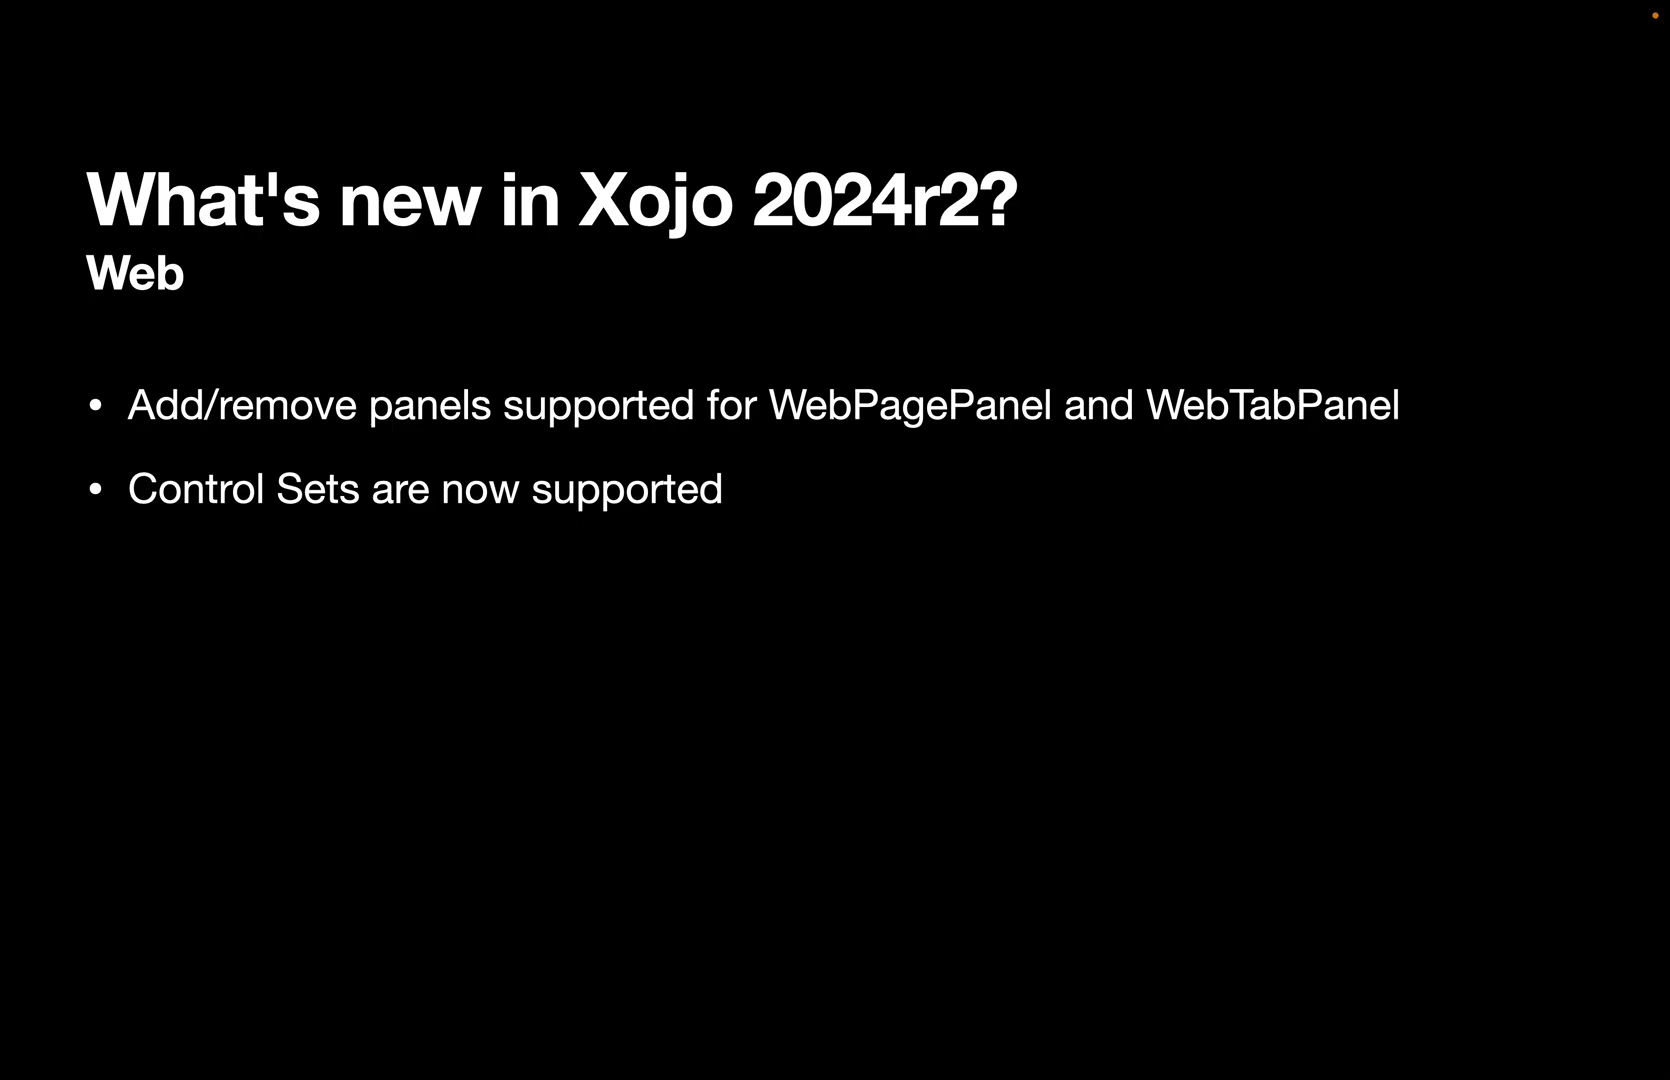 What's new in Xojo 2024r2?
Web
• Add/remove panels supported for WebPagePanel and WebTabPanel
• Control Sets are now supported